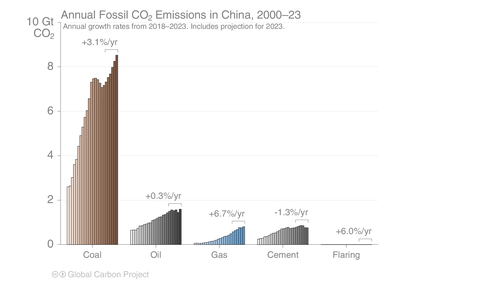 Annual Fossil CO₂ Emissions in China, 2000–23
Annual growth rates from 2018–2023. Includes projection for 2023.
10 Gt
CO₂
8
6
4
2
0
+3.1%/yr
+0.3%/yr
+6.7%/yr
-1.3%/yr
+6.0%/yr
Coal
Oil
Gas
Cement
Flaring
Global Carbon Project